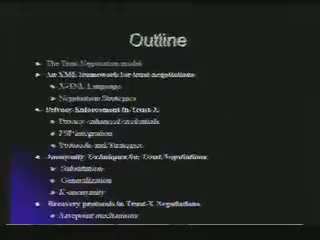 Outline
The Trust Negotiation model
An XML framework for trust negotiations
X-TNL Language
Negotiation Strategies
Privacy Enforcement in Trust-X
Privacy enhanced credentials
P3P integration
Protocols and Strategies
Anonymity Techniques for Trust Negotiations
Substitution
Generalization
K-anonymity
Recovery protocols in Trust-X Negotiations
Savepoint mechanisms